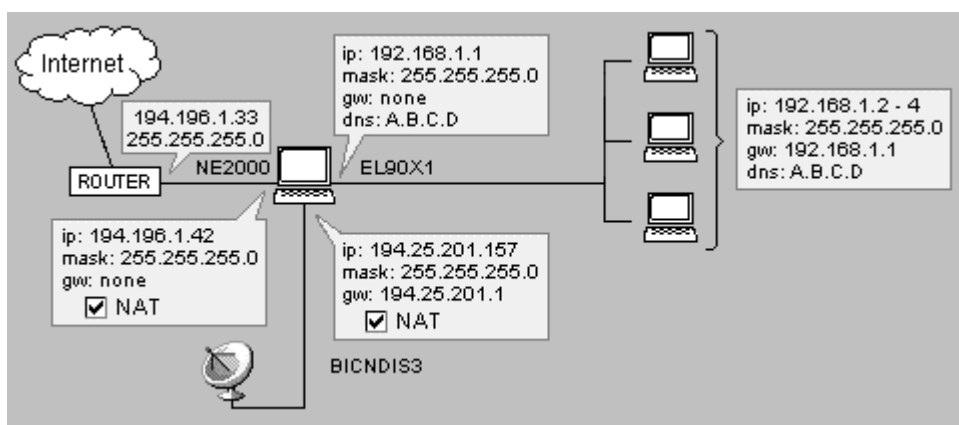 Internet
194.196.1.33
255.255.255.0
ROUTER
NE2000
ip: 192.168.1.1
mask: 255.255.255.0
gw: none
dns: A.B.C.D
EL90X1
ip: 192.168.1.2 - 4
mask: 255.255.255.0
gw: 192.168.1.1
dns: A.B.C.D
ip: 194.196.1.42
mask: 255.255.255.0
gw: none
NAT
ip: 194.25.201.157
mask: 255.255.255.0
gw: 194.25.201.1
NAT
BICNDIS3